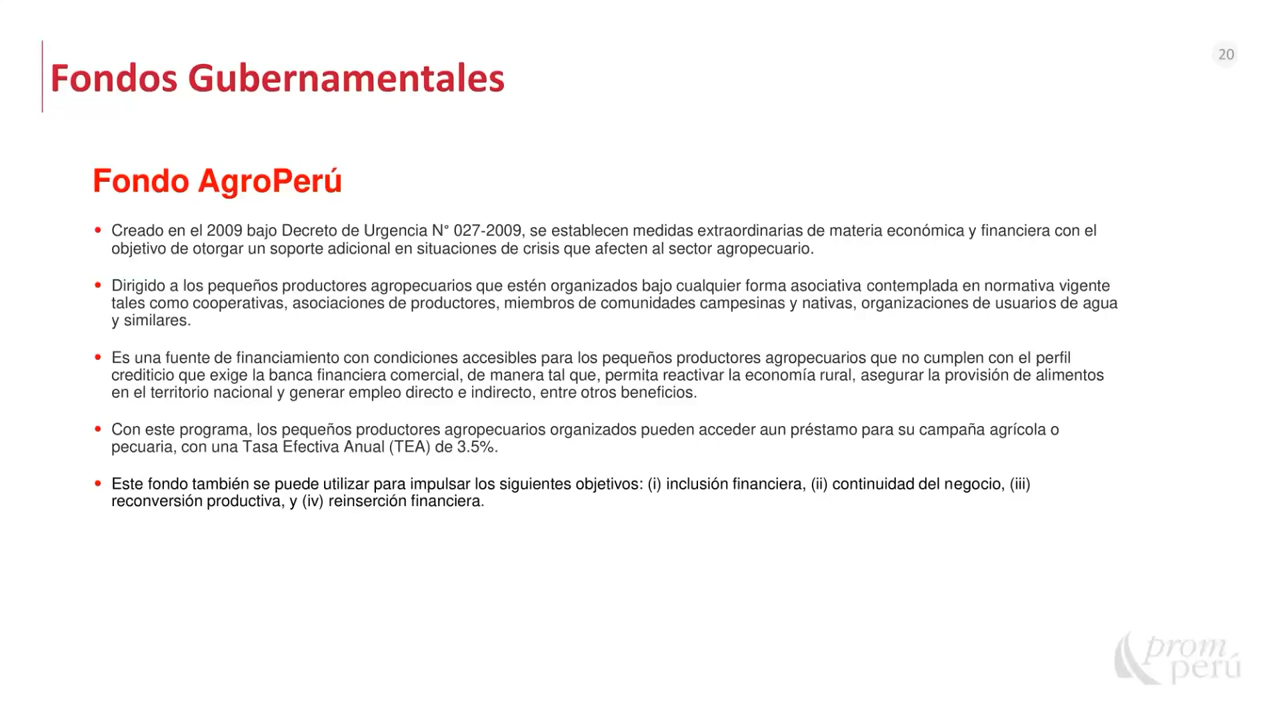 20
Fondos Gubernamentales
Fondo AgroPerú
• Creado en el 2009 bajo Decreto de Urgencia N° 027-2009, se establecen medidas extraordinarias de materia económica y financiera con el
objetivo de otorgar un soporte adicional en situaciones de crisis que afecten al sector agropecuario.
• Dirigido a los pequeños productores agropecuarios que estén organizados bajo cualquier forma asociativa contemplada en normativa vigente
tales como cooperativas, asociaciones de productores, miembros de comunidades campesinas y nativas, organizaciones de usuarios de agua
y similares.
• Es una fuente de financiamiento con condiciones accesibles para los pequeños productores agropecuarios que no cumplen con el perfil
crediticio que exige la banca financiera comercial, de manera tal que, permita reactivar la economía rural, asegurar la provisión de alimentos
en el territorio nacional y generar empleo directo e indirecto, entre otros beneficios.
• Con este programa, los pequeños productores agropecuarios organizados pueden acceder aun préstamo para su campaña agrícola o
pecuaria, con una Tasa Efectiva Anual (TEA) de 3.5%.
• Este fondo también se puede utilizar para impulsar los siguientes objetivos: (i) inclusión financiera, (ii) continuidad del negocio, (iii)
reconversión productiva, y (iv) reinserción financiera.
prom
perú